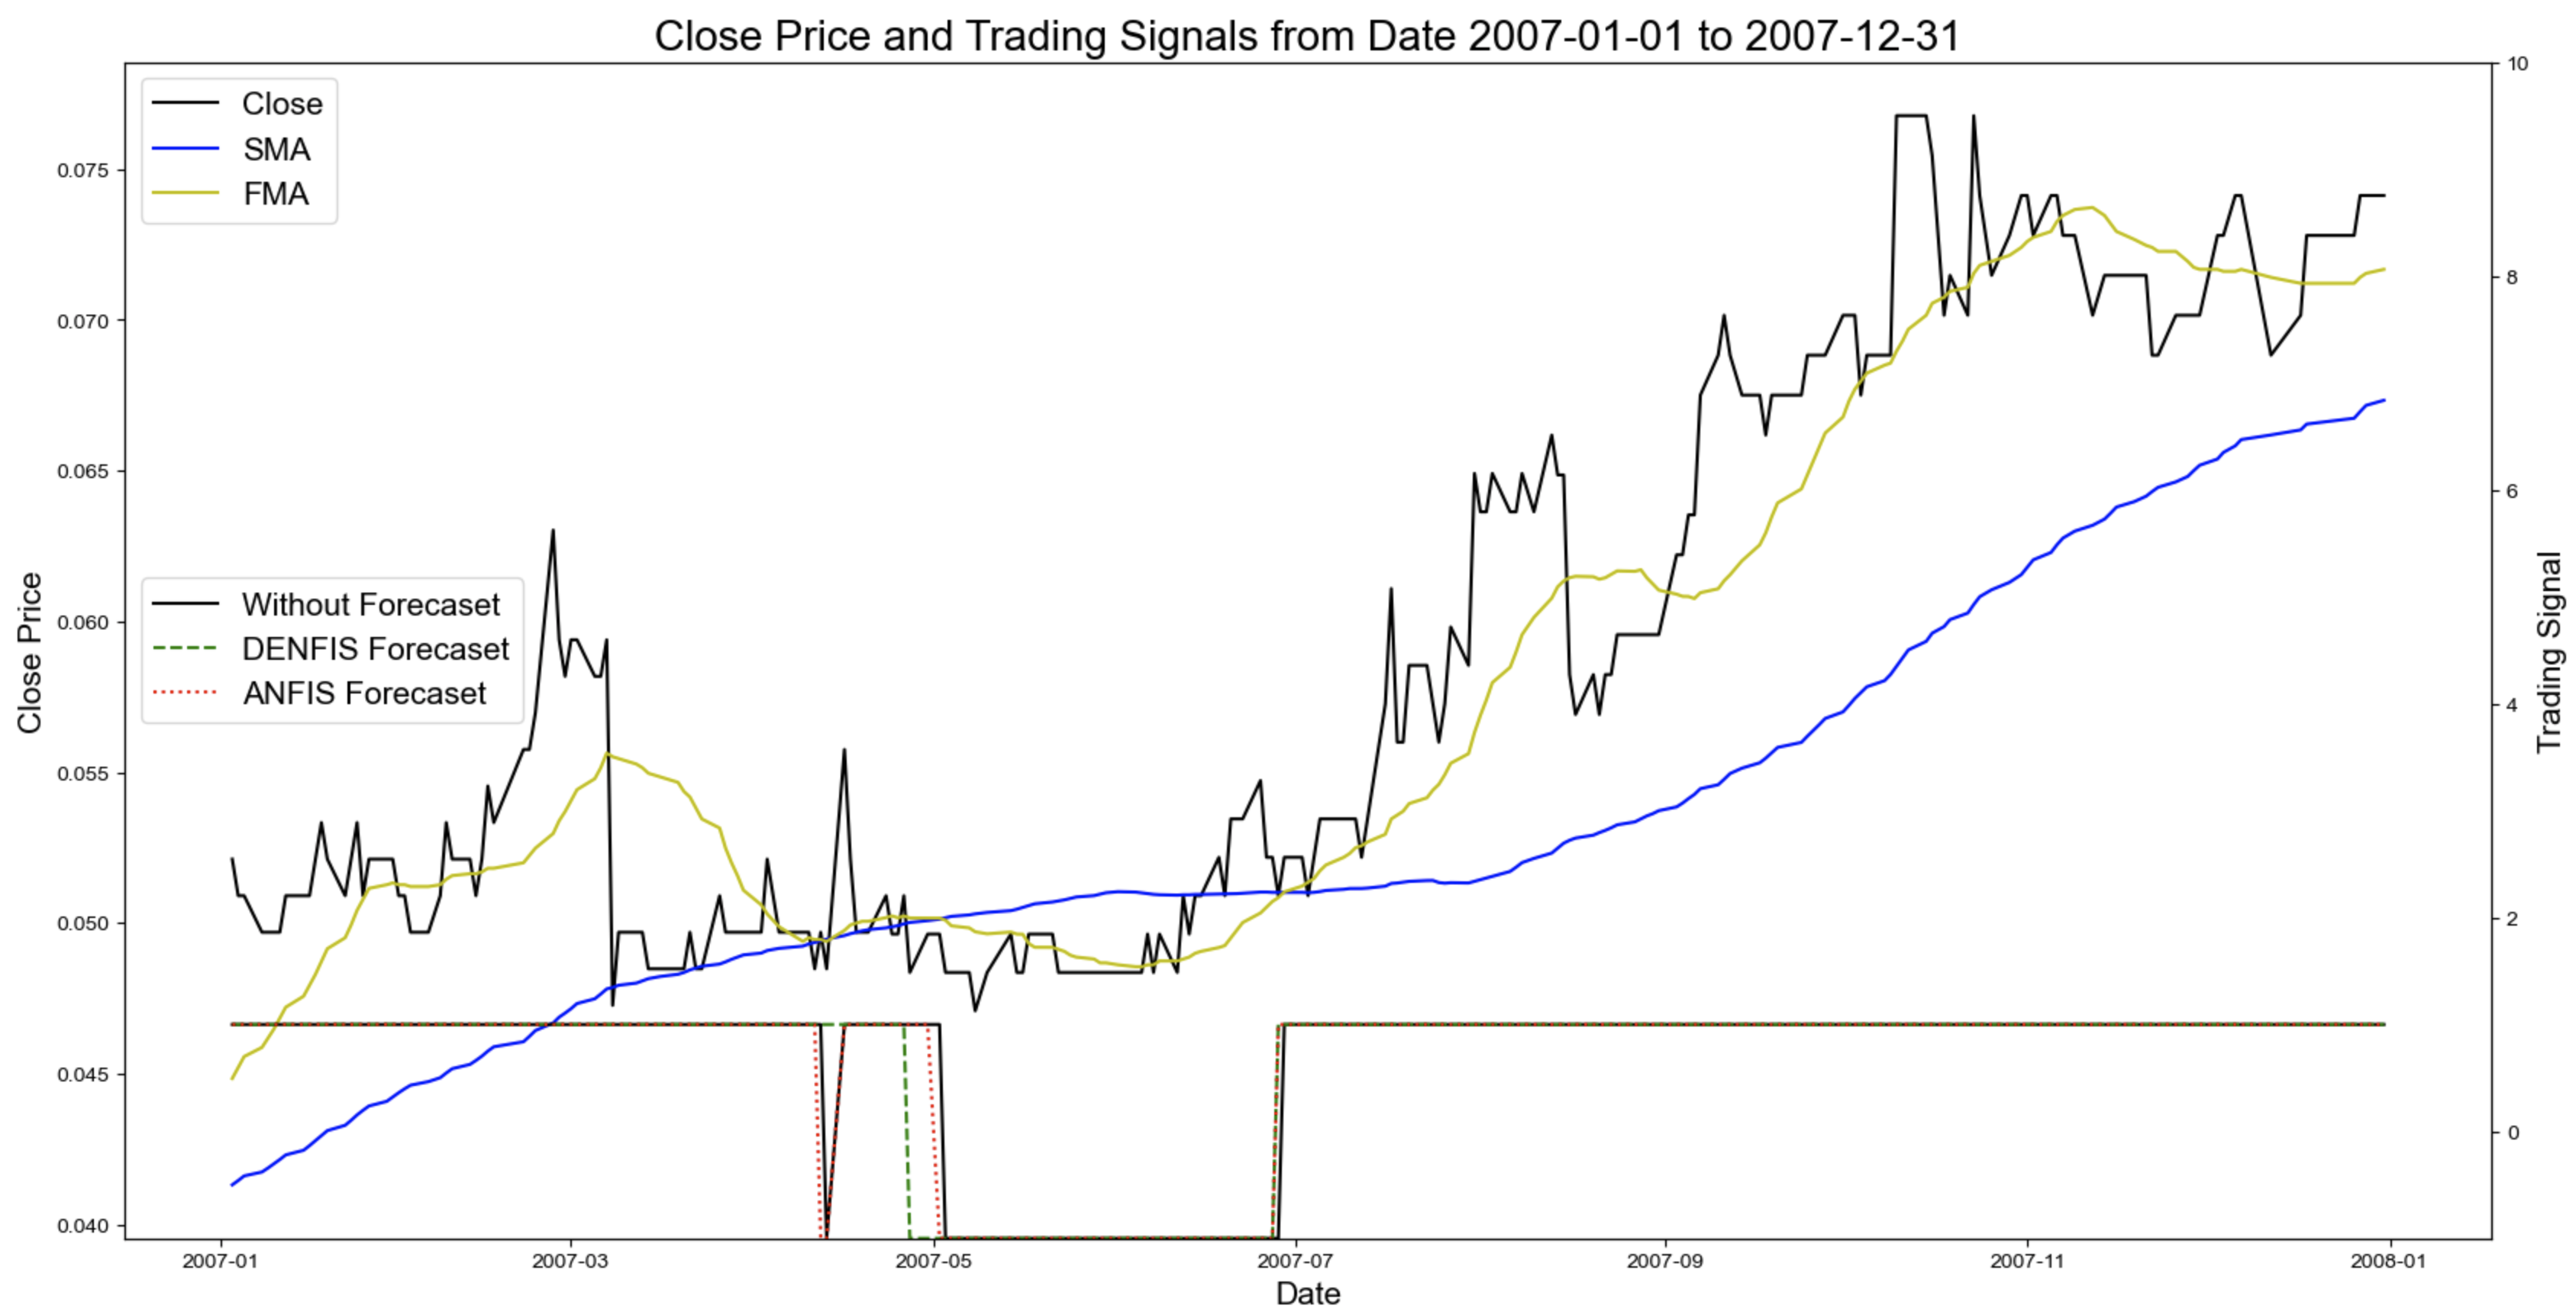 Close Price and Trading Signals from Date 2007-01-01 to 2007-12-31
Close
SMA
FMA
Without Forecaset
DENFIS Forecaset
ANFIS Forecaset
Close Price
0.075
0.070
0.065
0.060
0.055
0.050
0.045
0.040
10
8
6
4
2
0
Trading Signal
2007-01 2007-03 2007-05 2007-07 2007-09 2007-11 2008-01
Date